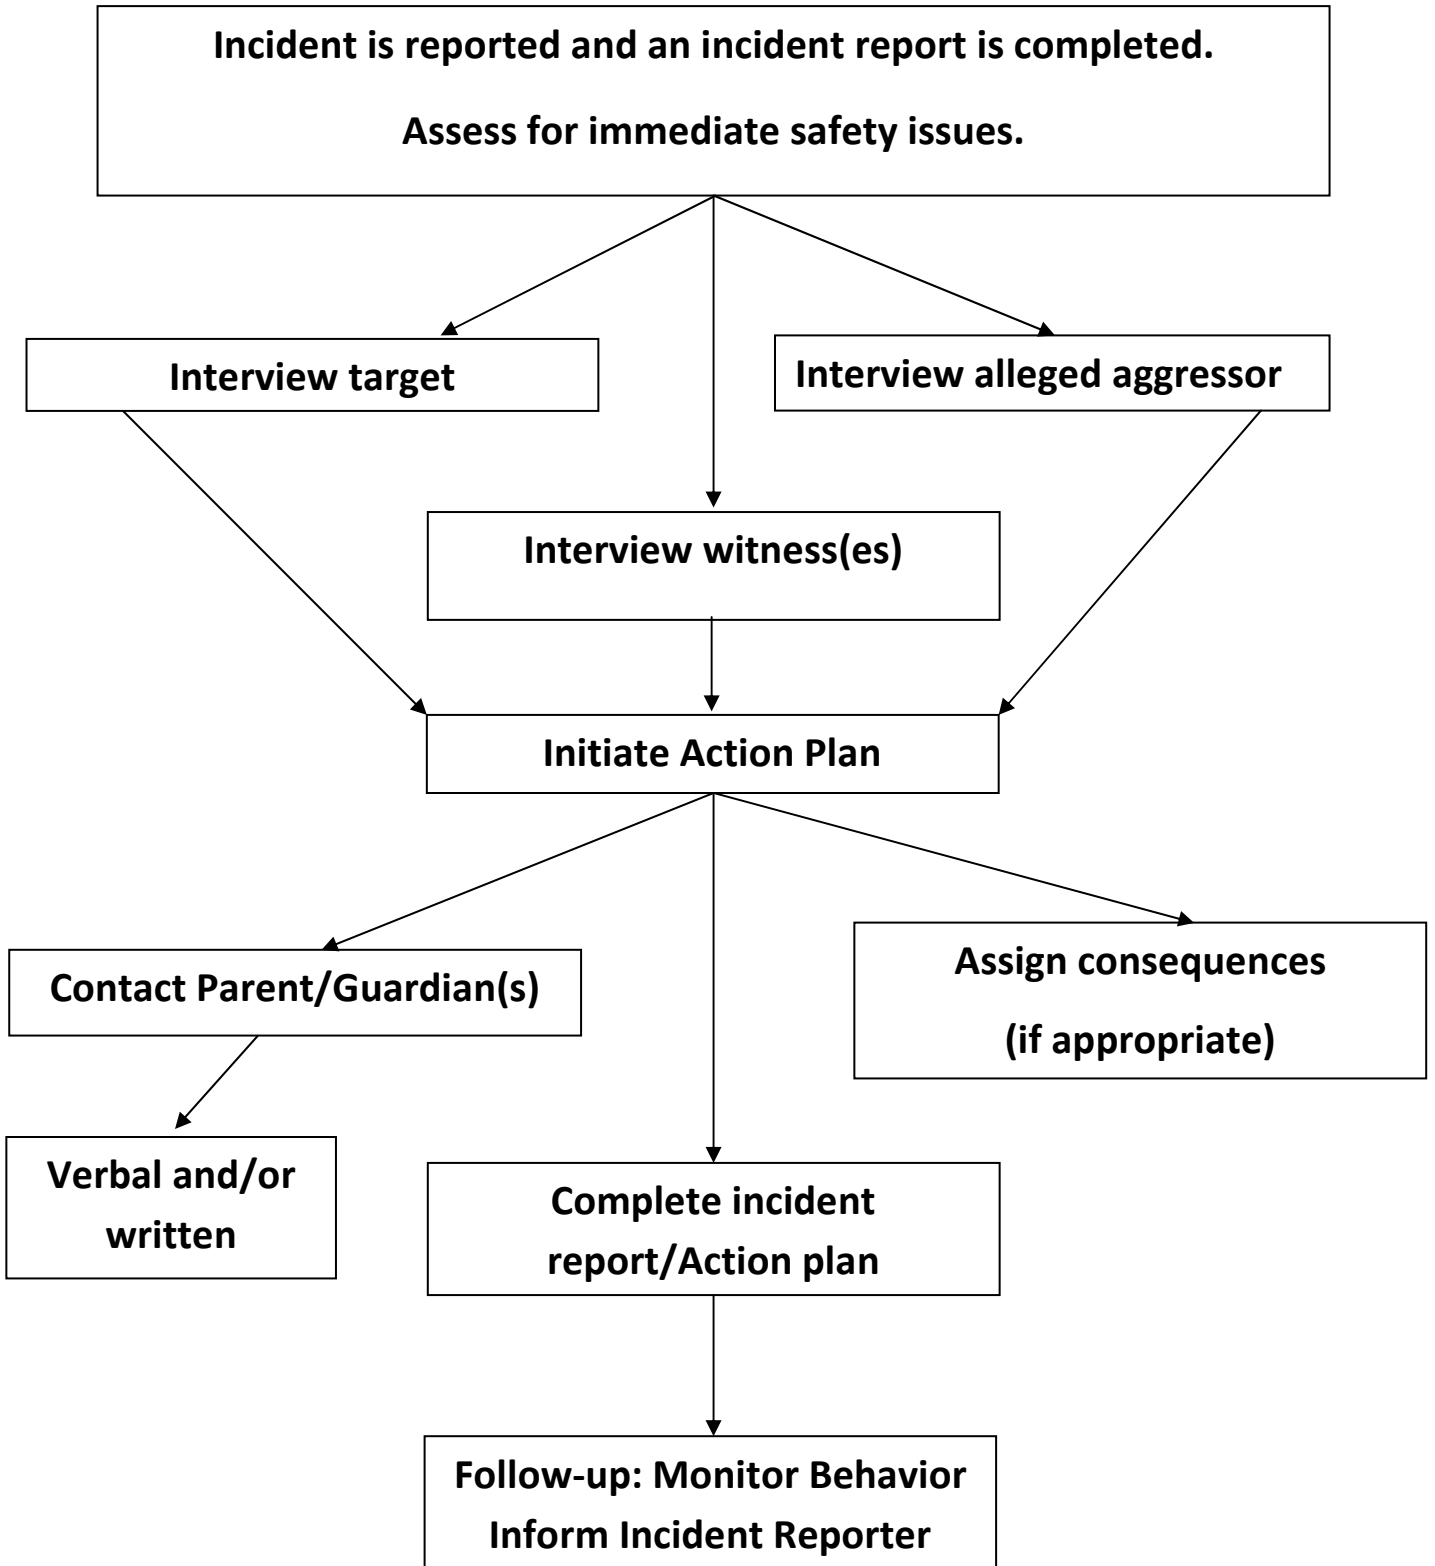 Incident is reported and an incident report is completed.
Assess for immediate safety issues.
Interview target
Interview alleged aggressor
Interview witness(es)
Initiate Action Plan
Contact Parent/Guardian(s)
Assign consequences
(if appropriate)
Verbal and/or
written
Complete incident
report/Action plan
Follow-up: Monitor Behavior
Inform Incident Reporter